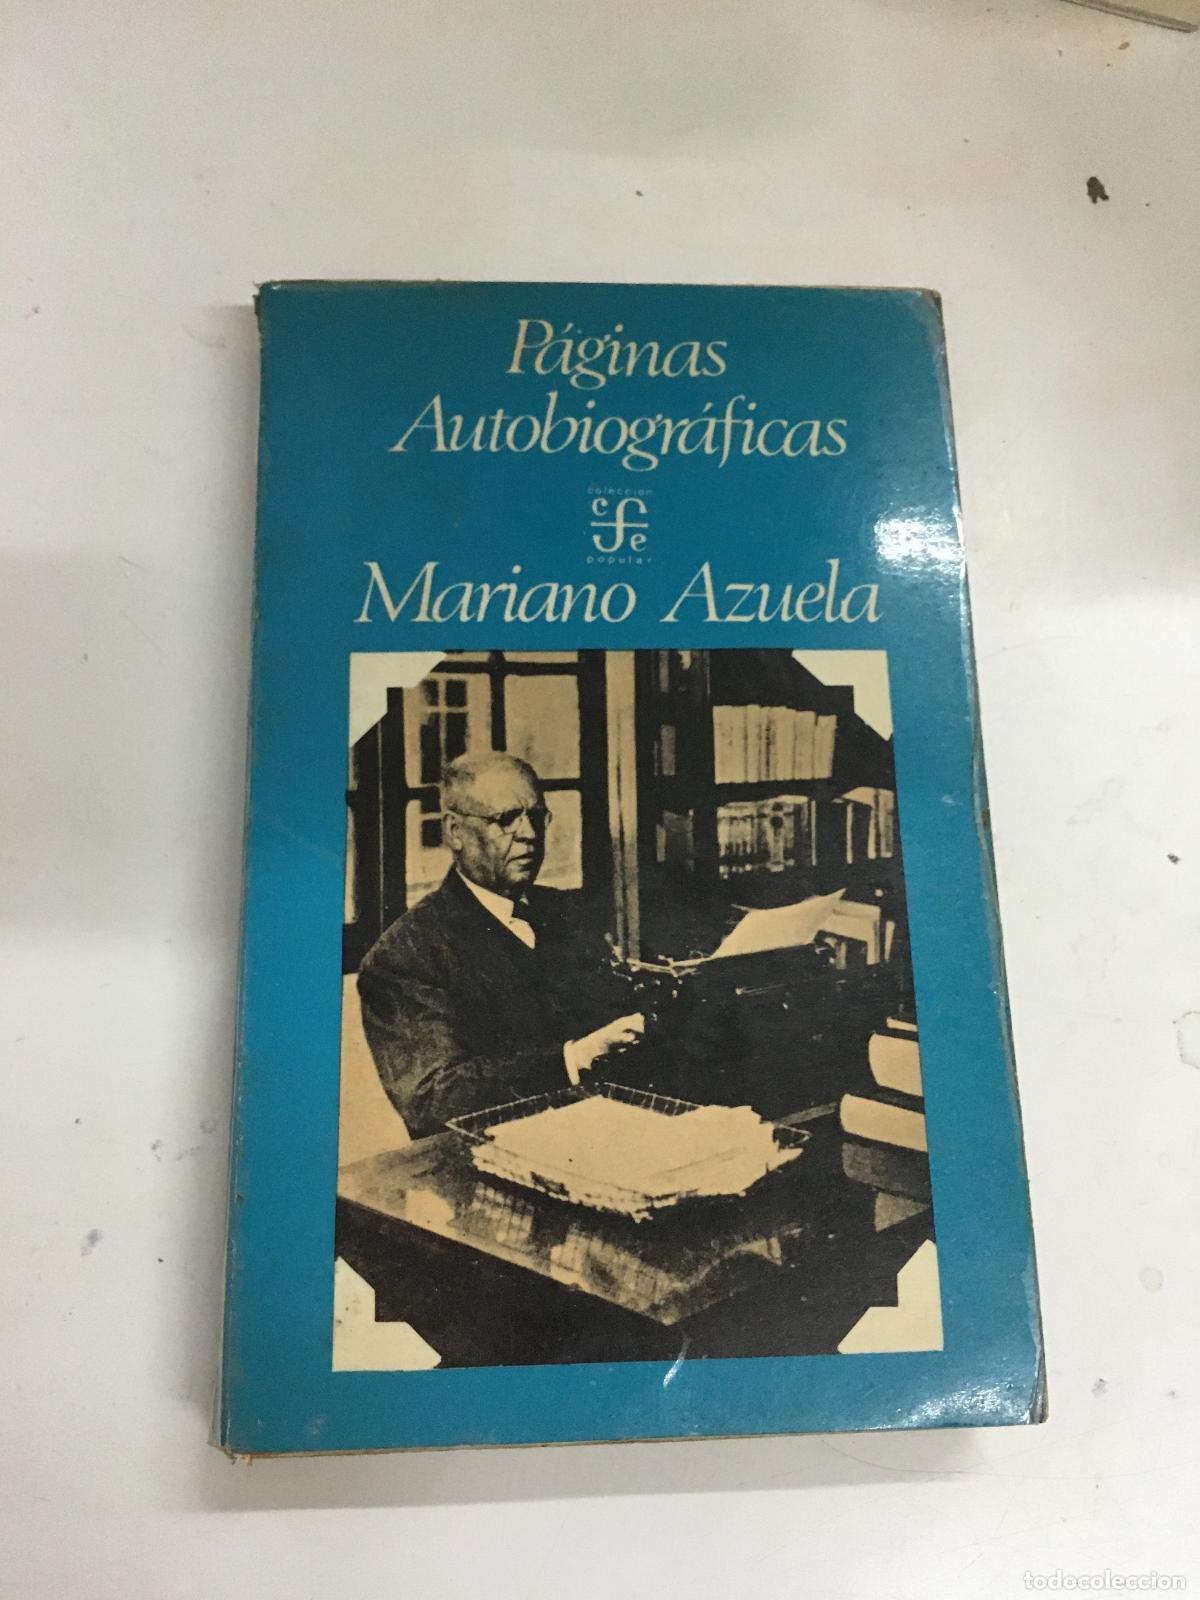 Páginas
Autobiográficas
colección
cfe
popular
Mariano Azuela
todocoleccion